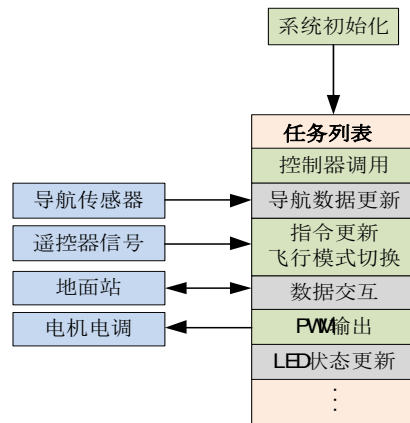 系统初始化
任务列表
控制器调用
导航传感器
导航数据更新
遥控器信号
指令更新
飞行模式切换
地面站
数据交互
电机电调
PWM输出
LED状态更新
⋮